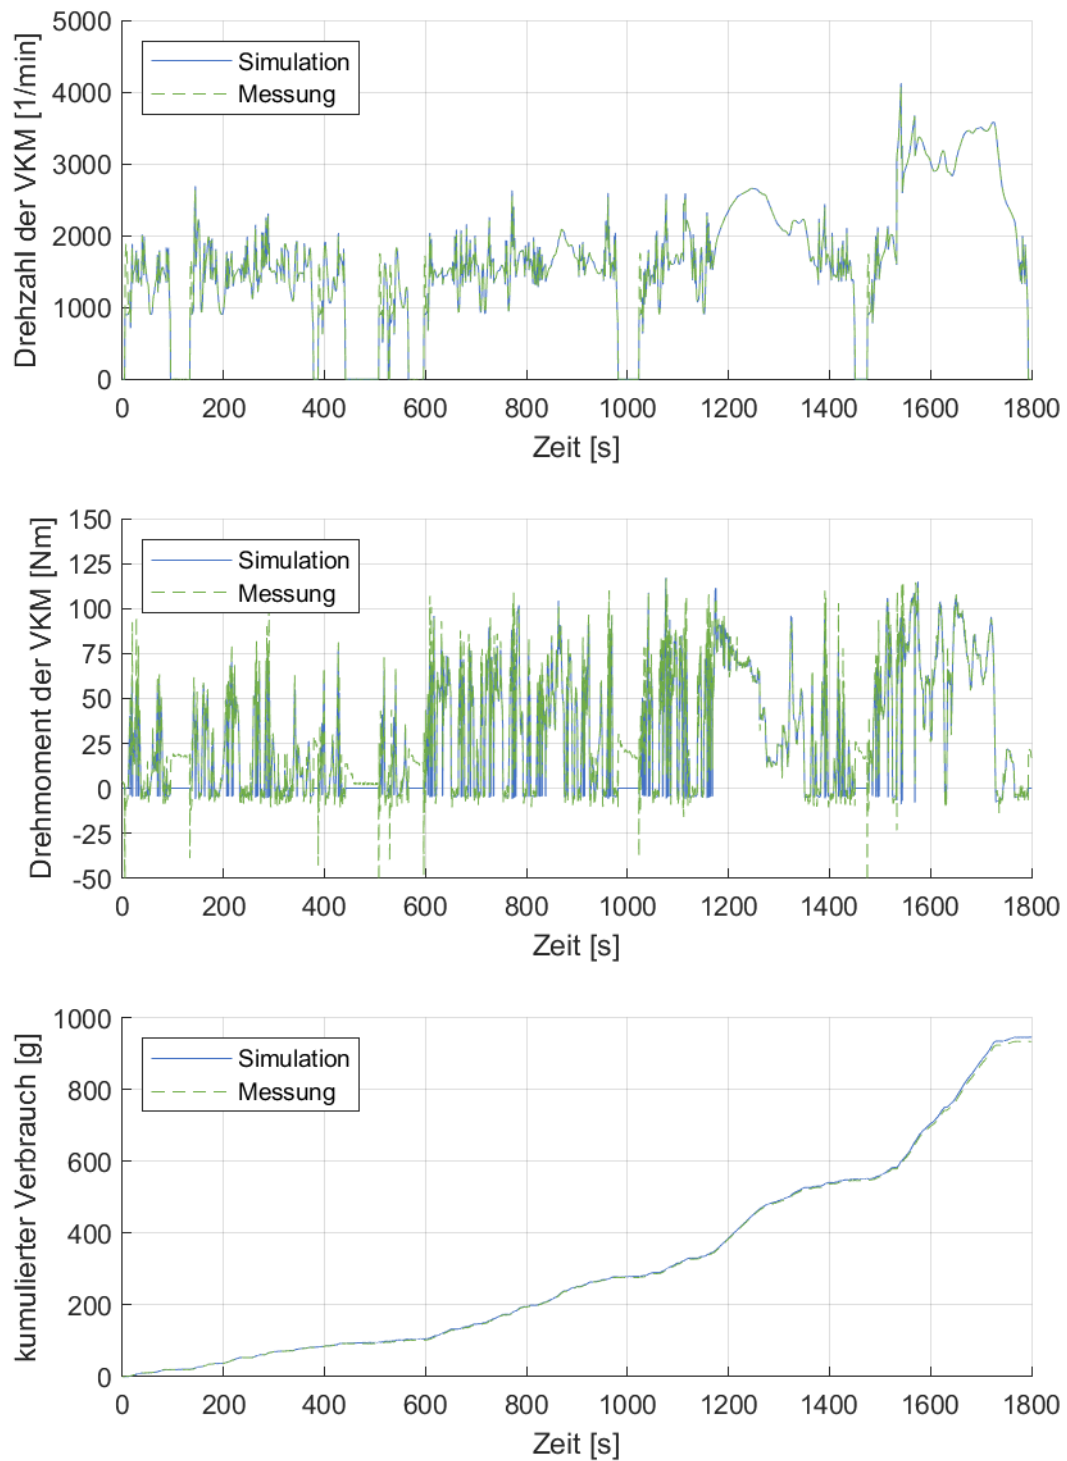 Drehzahl der VKM [1/min]
5000
4000
3000
2000
1000
0
Simulation
Messung
0 200 400 600 800 1000 1200 1400 1600 1800
Zeit [s]
Drehmoment der VKM [Nm]
150
125
100
75
50
25
0
-25
-50
Simulation
Messung
0 200 400 600 800 1000 1200 1400 1600 1800
Zeit [s]
kumulierter Verbrauch [g]
1000
800
600
400
200
0
Simulation
Messung
0 200 400 600 800 1000 1200 1400 1600 1800
Zeit [s]